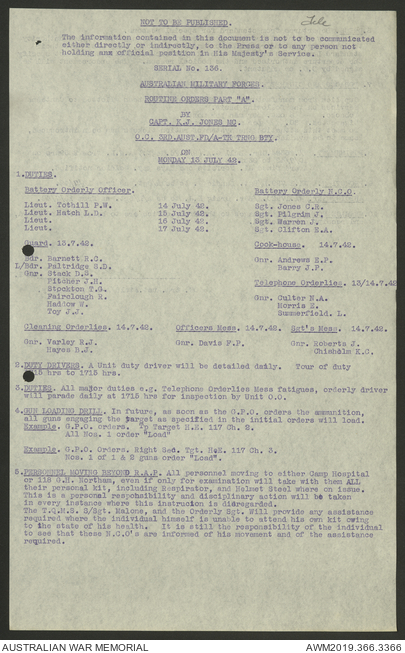 NOT TO BE PUBLISHED.
File
The information contained in this document is not to be communicated
either directly or indirectly, to the Press or to any person not
holding anx official position in His Majesty's Service.
SERIAL No. 136.
AUSTRALIAN MILITARY FORCES.
ROUTINE ORDERS PART "A".
BY
CAPT. K.J. JONES MC.
O.C. 3RD.AUST.FD/A-TK TRNG BTY.
ON
MONDAY 13 JULY 42.
1.DUTIES.
Battery Orderly Officer. Battery Orderly N.C.O.
Lieut. Tothill P.W. 14 July 42. Sgt. Jones C.H.
Lieut. Hatch L.D. 15 July 42. Sgt. Pilgrim J.
Lieut. 16 July 42. Sgt. Warren J.
Lieut. 17 July 42. Sgt. Clifton E.A.
Guard. 13.7.42. Cook-house. 14.7.42.
Bdr. Barnett R.C. Gnr. Andrews E.P.
L/Bdr. Paltridge S.D. Barry J.P.
Gnr. Stack D.S.
Pitcher J.H. Telephone Orderlies. 13/14.7.42
Stockton T.G.
Fairclough R. Gnr. Culter N.A.
Haddow W. Norris E.
Toy J.J. Summerfield. L.
Cleaning Orderlies. 14.7.42. Officers Mess. 14.7.42. Sgt's Mess. 14.7.42.
Gnr. Varley R.J. Gnr. Davis F.P. Gnr. Roberts J.
Hayes B.J. Chisholm K.C.
2.DUTY DRIVERS. A Unit duty driver will be detailed daily. Tour of duty
1715 hrs to 1715 hrs.
3.DUTIES. All major duties e.g. Telephone Orderlies Mess fatigues, orderly driver
will parade daily at 1715 hrs for inspection by Unit O.O.
4.GUN LOADING DRILL. In future, as soon as the G.P.O. orders the ammunition,
all guns engaging the target as specified in the initial orders will load.
Example. G.P.O. orders. Tp Target H.E. 117 Ch. 3.
All Nos. 1 order "Load"
Example. G.P.O. Orders. Right Sec. Tgt. H.E. 117 Ch. 3.
Nos. 1 of 1 & 2 guns order "Load".
5.PERSONNEL MOVING BEYOND R.A.P. All personnel moving to either Camp Hospital
or 118 G.H. Northam, even if only for examination will take with them ALL
their personal kit, including Respirator, and Helmet Steel where on issue.
This is a personal responsibility and disciplinary action will be taken
in every instance where this instrucion is disregarded.
The T.Q.M.S. S/Sgt. Malone, and the Orderly Sgt. Will provide any assistance
required where the individual himself is unable to attend his own kit owing
to the state of his health. It is still the responsibility of the individual
to see that these N.C.O's are informed of his movement and of the assistance
required.
AUSTRALIAN WAR MEMORIAL
AWM2019.366.3366